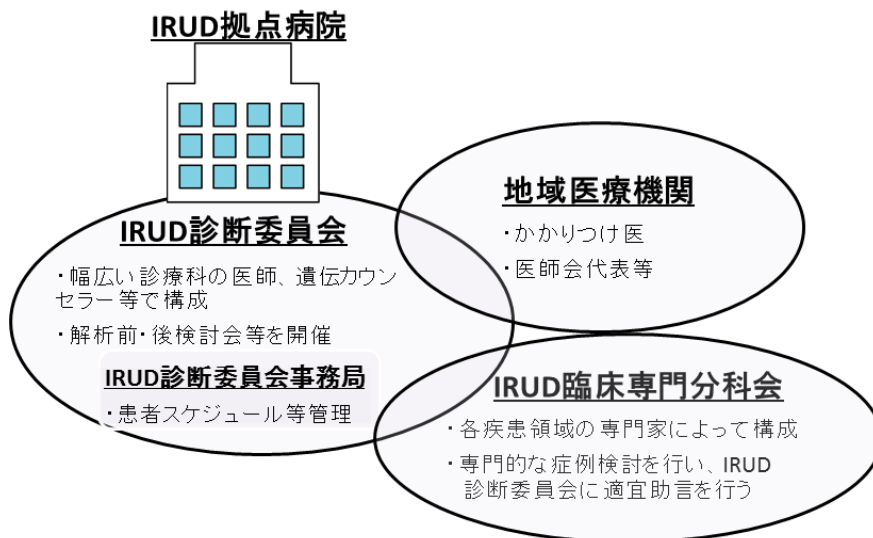 IRUD拠点病院
IRUD診断委員会
・幅広い診療科の医師、遺伝カウン
セラー等で構成
・解析前・後検討会等を開催
IRUD診断委員会事務局
・患者スケジュール等管理
地域医療機関
・かかりつけ医
・医師会代表等
IRUD臨床専門分科会
・各疾患領域の専門家によって構成
・専門的な症例検討を行い、IRUD
診断委員会に適宜助言を行う